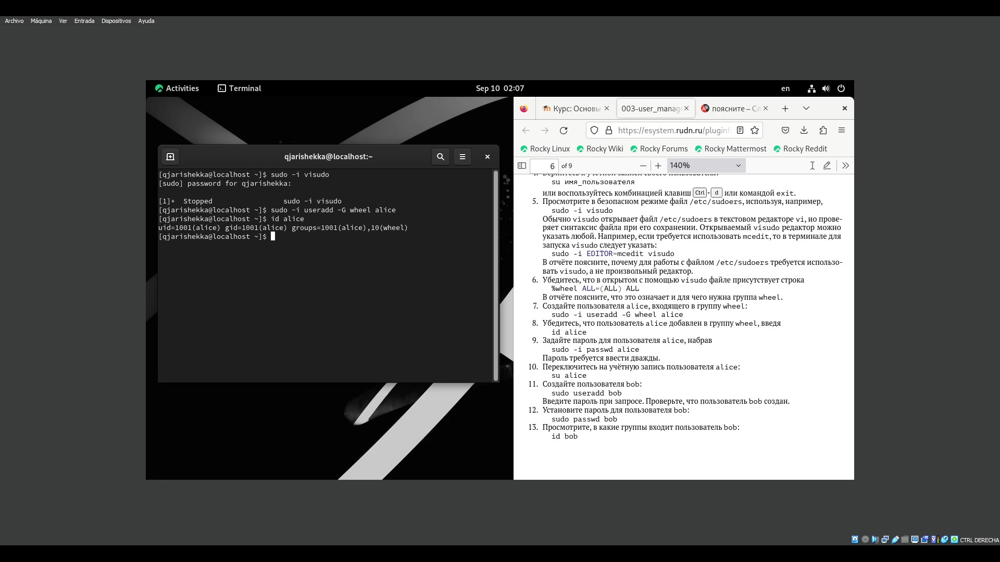 Archivo Máquina Ver Entrada Dispositivos Ayuda
Activities Terminal Sep 10 02:07 en
Курс: Основы 003-user_manage поясните – Сл
https://esystem.rudn.ru/pluginf
Rocky Linux Rocky Wiki Rocky Forums Rocky Mattermost Rocky Reddit
6 of 9 140%
qjarishekka@localhost:~
[qjarishekka@localhost ~]$ sudo -i visudo
[sudo] password for qjarishekka:
[1]+ Stopped sudo -i visudo
[qjarishekka@localhost ~]$ sudo -i useradd -G wheel alice
[qjarishekka@localhost ~]$ id alice
uid=1001(alice) gid=1001(alice) groups=1001(alice),10(wheel)
[qjarishekka@localhost ~]$
su имя_пользователя
или воспользуйтесь комбинацией клавиш Ctrl + d или командой exit.
5. Просмотрите в безопасном режиме файл /etc/sudoers, используя, например,
sudo -i visudo
Обычно visudo открывает файл /etc/sudoers в текстовом редакторе vi, но прове-
ряет синтаксис файла при его сохранении. Открываемый visudo редактор можно
указать любой. Например, если требуется использовать mcedit, то в терминале для
запуска visudo следует указать:
sudo -i EDITOR=mcedit visudo
В отчёте поясните, почему для работы с файлом /etc/sudoers требуется использо-
вать visudo, а не произвольный редактор.
6. Убедитесь, что в открытом с помощью visudo файле присутствует строка
%wheel ALL=(ALL) ALL
В отчёте поясните, что это означает и для чего нужна группа wheel.
7. Создайте пользователя alice, входящего в группу wheel:
sudo -i useradd -G wheel alice
8. Убедитесь, что пользователь alice добавлен в группу wheel, введя
id alice
9. Задайте пароль для пользователя alice, набрав
sudo -i passwd alice
Пароль требуется ввести дважды.
10. Переключитесь на учётную запись пользователя alice:
su alice
11. Создайте пользователя bob:
sudo useradd bob
Введите пароль при запросе. Проверьте, что пользователь bob создан.
12. Установите пароль для пользователя bob:
sudo passwd bob
13. Просмотрите, в какие группы входит пользователь bob:
id bob
CTRL DERECHA